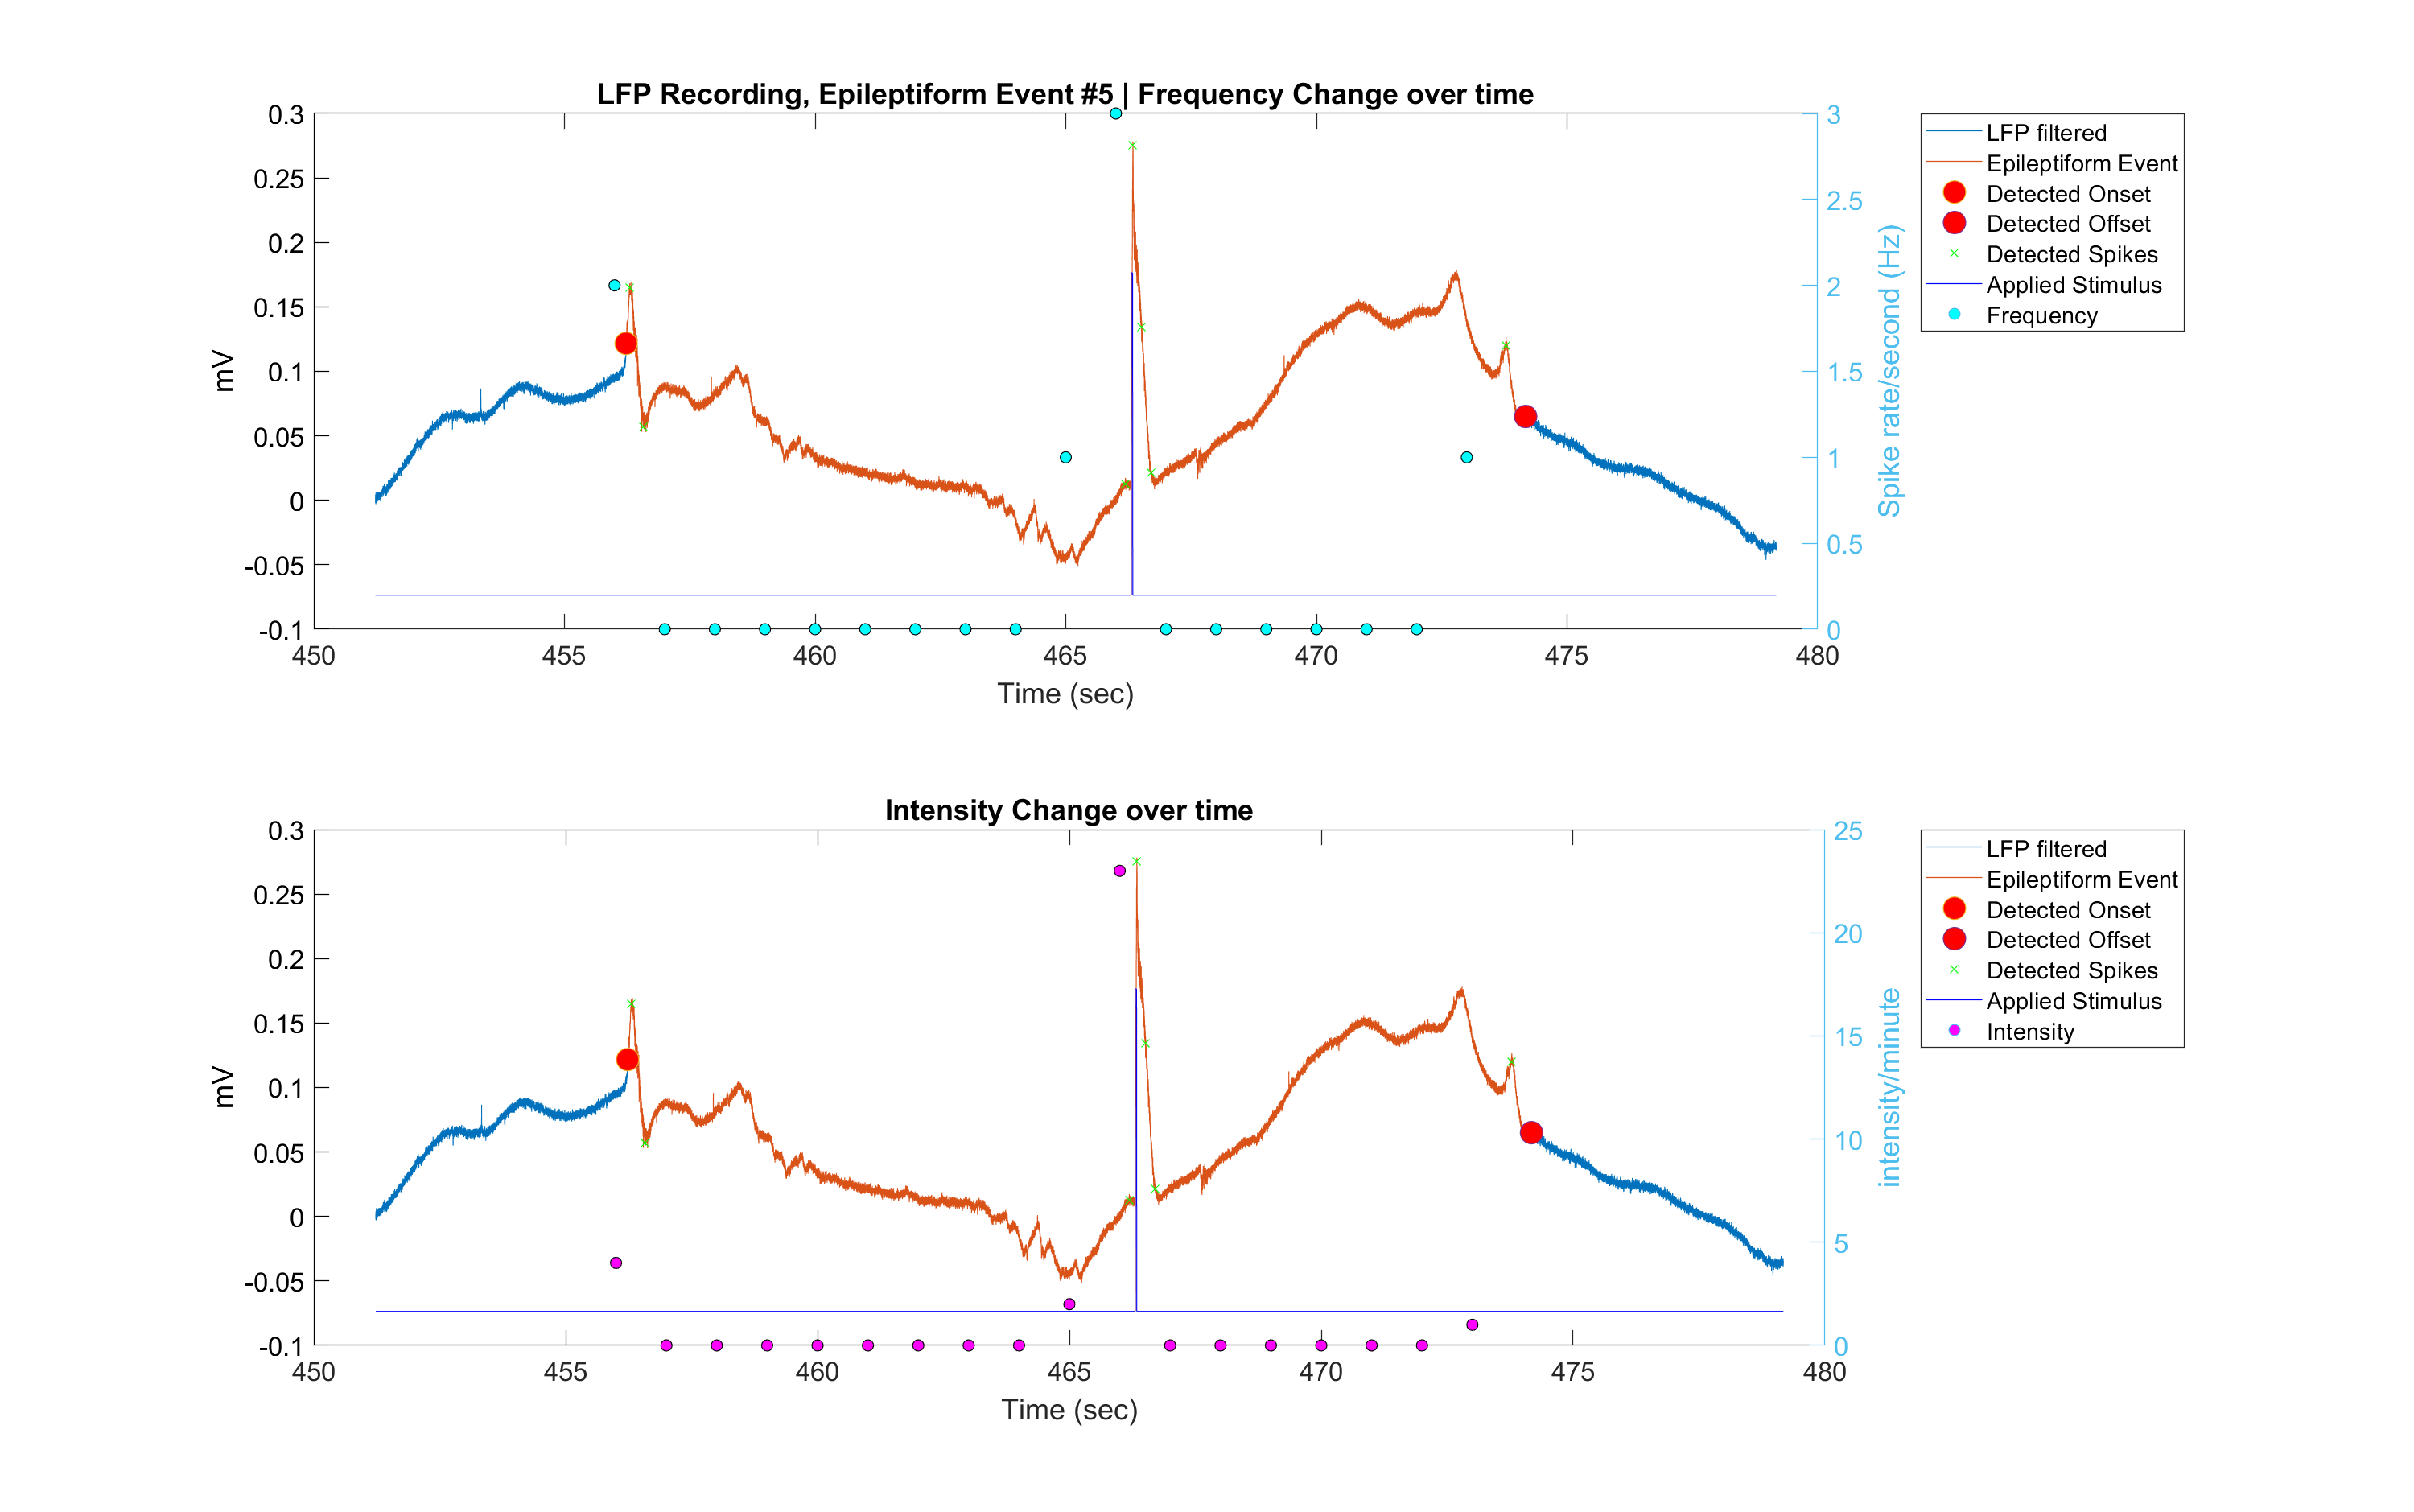 LFP Recording, Epileptiform Event #5 | Frequency Change over time
0.3
0.25
0.2
0.15
0.1
0.05
0
-0.05
-0.1
mV
450
455
460
465
470
475
480
Time (sec)
3
2.5
2
1.5
1
0.5
0
Spike rate/second (Hz)
LFP filtered
Epileptiform Event
Detected Onset
Detected Offset
Detected Spikes
Applied Stimulus
Frequency
Intensity Change over time
0.3
0.25
0.2
0.15
0.1
0.05
0
-0.05
-0.1
mV
450
455
460
465
470
475
480
Time (sec)
25
20
15
10
5
0
intensity/minute
LFP filtered
Epileptiform Event
Detected Onset
Detected Offset
Detected Spikes
Applied Stimulus
Intensity